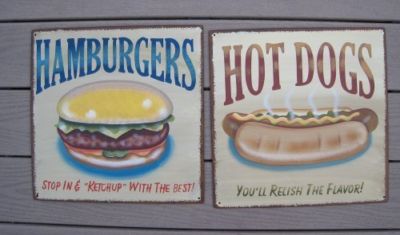 HAMBURGERS
STOP IN & "KETCHUP" WITH THE BEST!
HOT DOGS
YOU'LL RELISH THE FLAVOR!